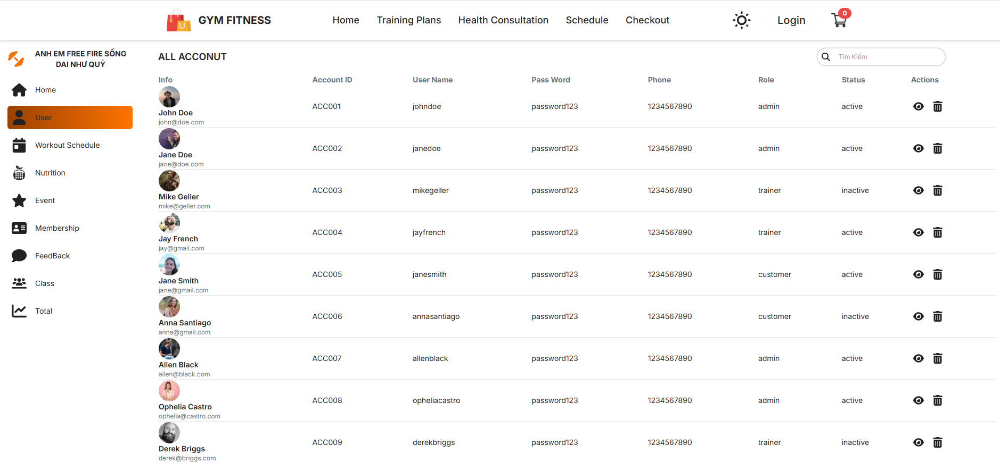 GYM FITNESS
Home Training Plans Health Consultation Schedule Checkout
Login
0
ANH EM FREE FIRE SỐNG
DAI NHƯ QUỶ
Home
User
Workout Schedule
Nutrition
Event
Membership
FeedBack
Class
Total
ALL ACCONUT
Tìm Kiếm
Info Account ID User Name Pass Word Phone Role Status Actions
John Doe
john@doe.com
ACC001 johndoe password123 1234567890 admin active
Jane Doe
jane@doe.com
ACC002 janedoe password123 1234567890 admin active
Mike Geller
mike@geller.com
ACC003 mikegeller password123 1234567890 trainer inactive
Jay French
jay@gmail.com
ACC004 jayfrench password123 1234567890 trainer active
Jane Smith
jane@gmail.com
ACC005 janesmith password123 1234567890 customer active
Anna Santiago
anna@gmail.com
ACC006 annasantiago password123 1234567890 customer inactive
Allen Black
allen@black.com
ACC007 allenblack password123 1234567890 admin active
Ophelia Castro
ophelia@castro.com
ACC008 opheliacastro password123 1234567890 admin active
Derek Briggs
derek@briggs.com
ACC009 derekbriggs password123 1234567890 trainer inactive